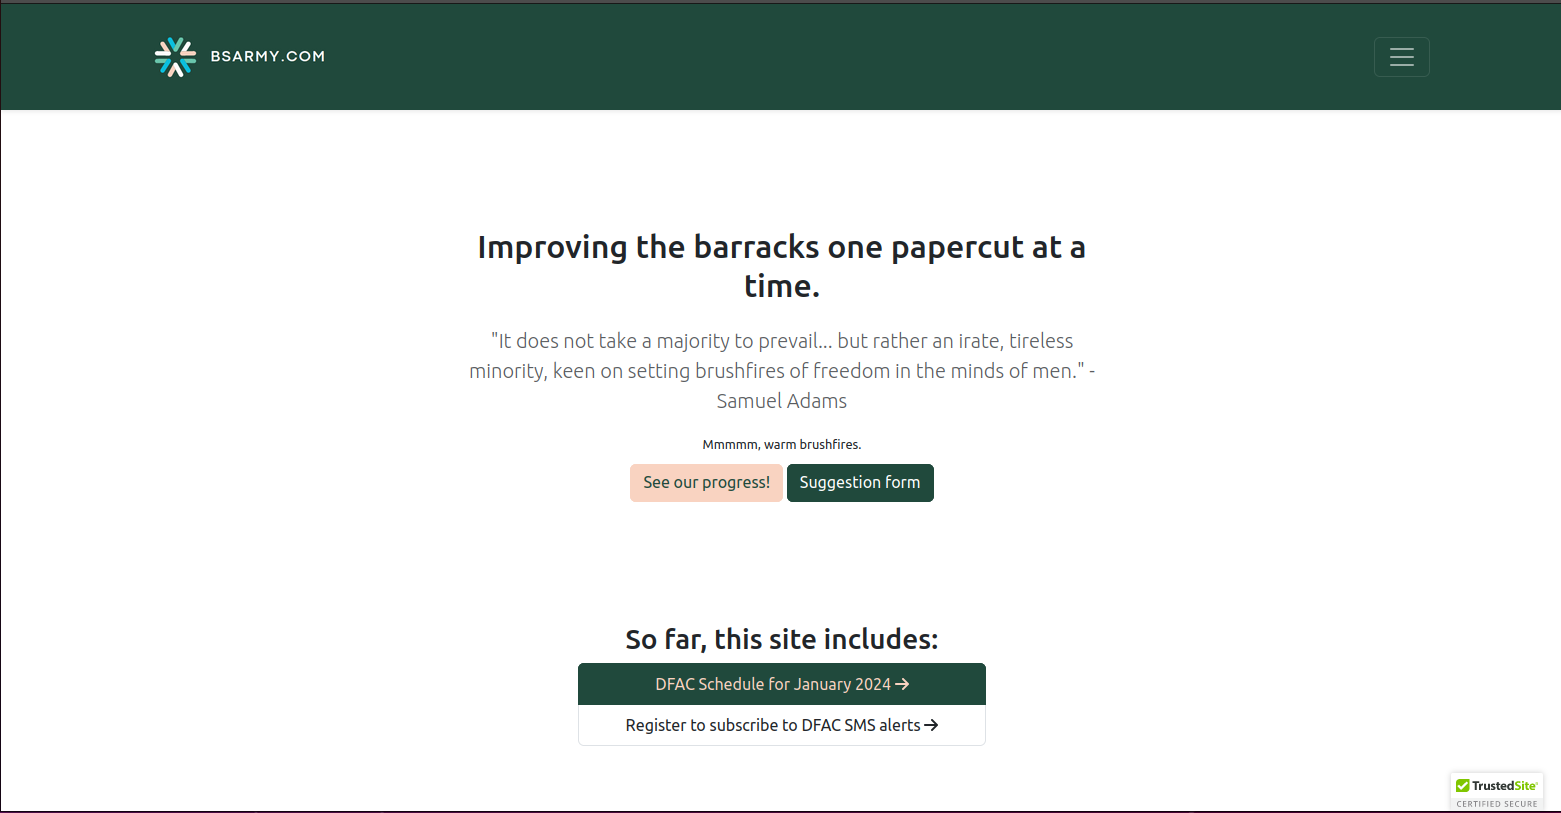 BSARMY.COM
Improving the barracks one papercut at a
time.
"It does not take a majority to prevail... but rather an irate, tireless
minority, keen on setting brushfires of freedom in the minds of men." -
Samuel Adams
Mmmmm, warm brushfires.
See our progress!
Suggestion form
So far, this site includes:
DFAC Schedule for January 2024 →
Register to subscribe to DFAC SMS alerts →
TrustedSite
CERTIFIED SECURE